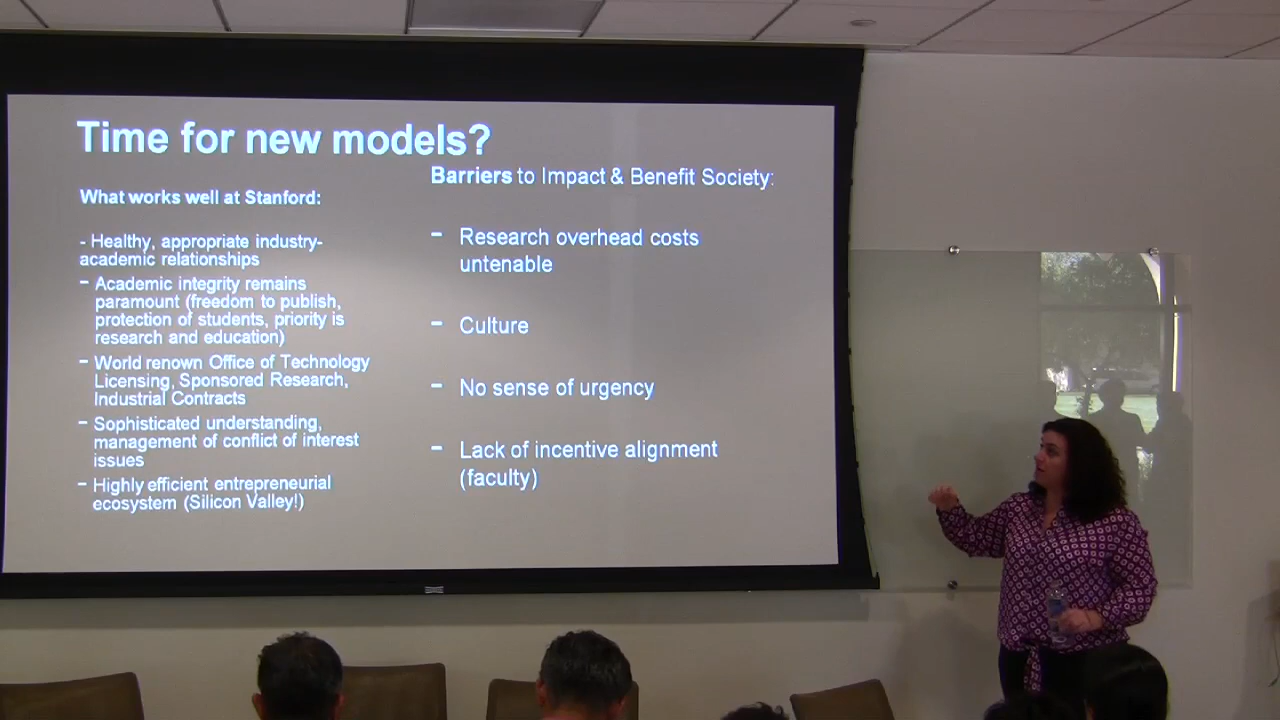 Time for new models?
What works well at Stanford:
- Healthy, appropriate industry-
academic relationships
- Academic integrity remains
paramount (freedom to publish,
protection of students, priority is
research and education)
- World renown Office of Technology
Licensing, Sponsored Research,
Industrial Contracts
- Sophisticated understanding,
management of conflict of interest
issues
- Highly efficient entrepreneurial
ecosystem (Silicon Valley!)
Barriers to Impact & Benefit Society:
- Research overhead costs
untenable
- Culture
- No sense of urgency
- Lack of incentive alignment
(faculty)